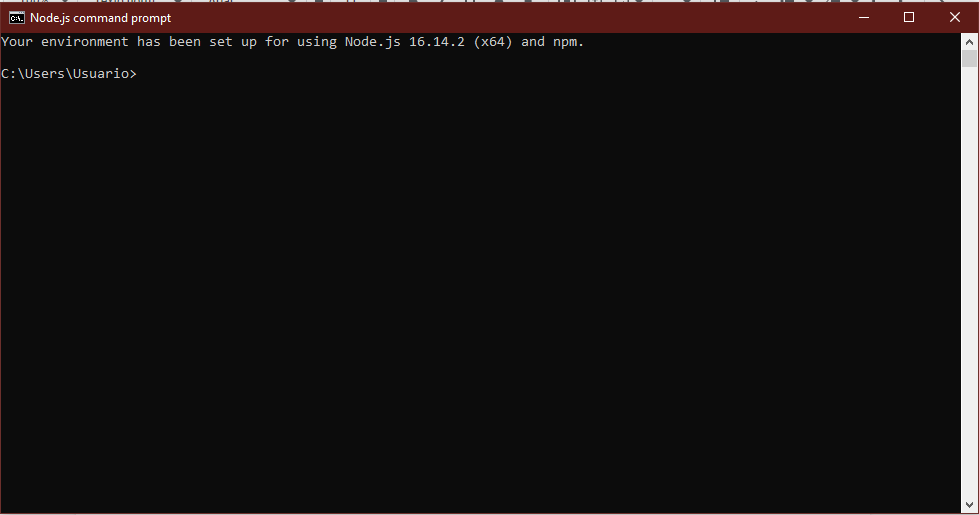 Node.js command prompt
Your environment has been set up for using Node.js 16.14.2 (x64) and npm.
C:\Users\Usuario>